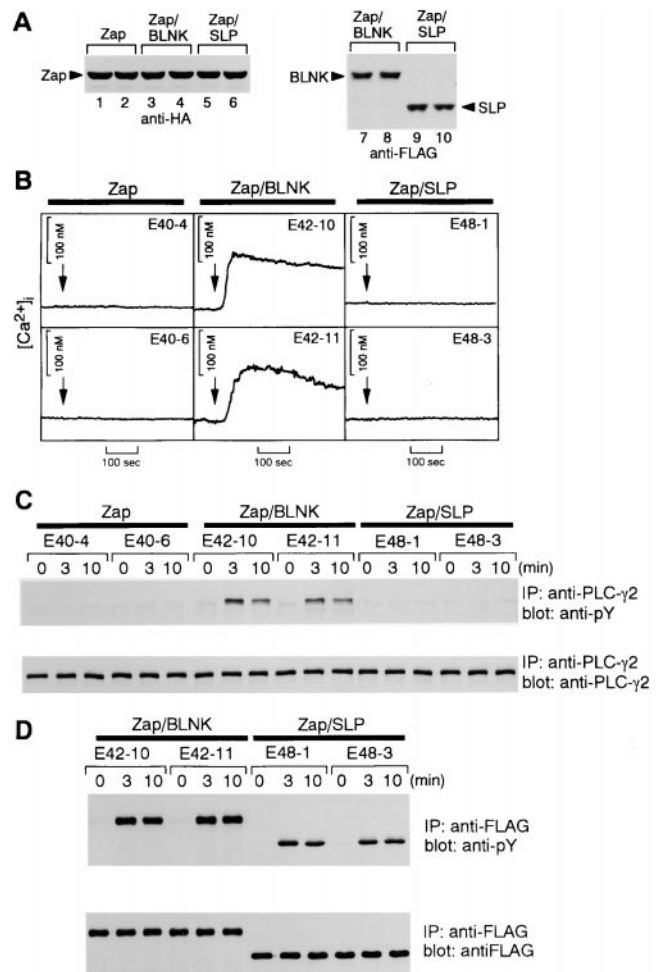 A
Zap
Zap/
BLNK
Zap/
SLP
Zap
1 2 3 4 5 6
anti-HA
Zap/
BLNK
Zap/
SLP
BLNK
SLP
7 8 9 10
anti-FLAG
B
Zap
Zap/BLNK
Zap/SLP
[Ca2+]i
100 nM
E40-4
100 nM
E42-10
100 nM
E48-1
100 nM
E40-6
100 nM
E42-11
100 nM
E48-3
100 sec
100 sec
100 sec
C
Zap
Zap/BLNK
Zap/SLP
E40-4 E40-6 E42-10 E42-11 E48-1 E48-3
0 3 10 0 3 10 0 3 10 0 3 10 0 3 10 0 3 10 (min)
IP: anti-PLC-γ2
blot: anti-pY
IP: anti-PLC-γ2
blot: anti-PLC-γ2
D
Zap/BLNK
Zap/SLP
E42-10 E42-11 E48-1 E48-3
0 3 10 0 3 10 0 3 10 0 3 10 (min)
IP: anti-FLAG
blot: anti-pY
IP: anti-FLAG
blot: antiFLAG